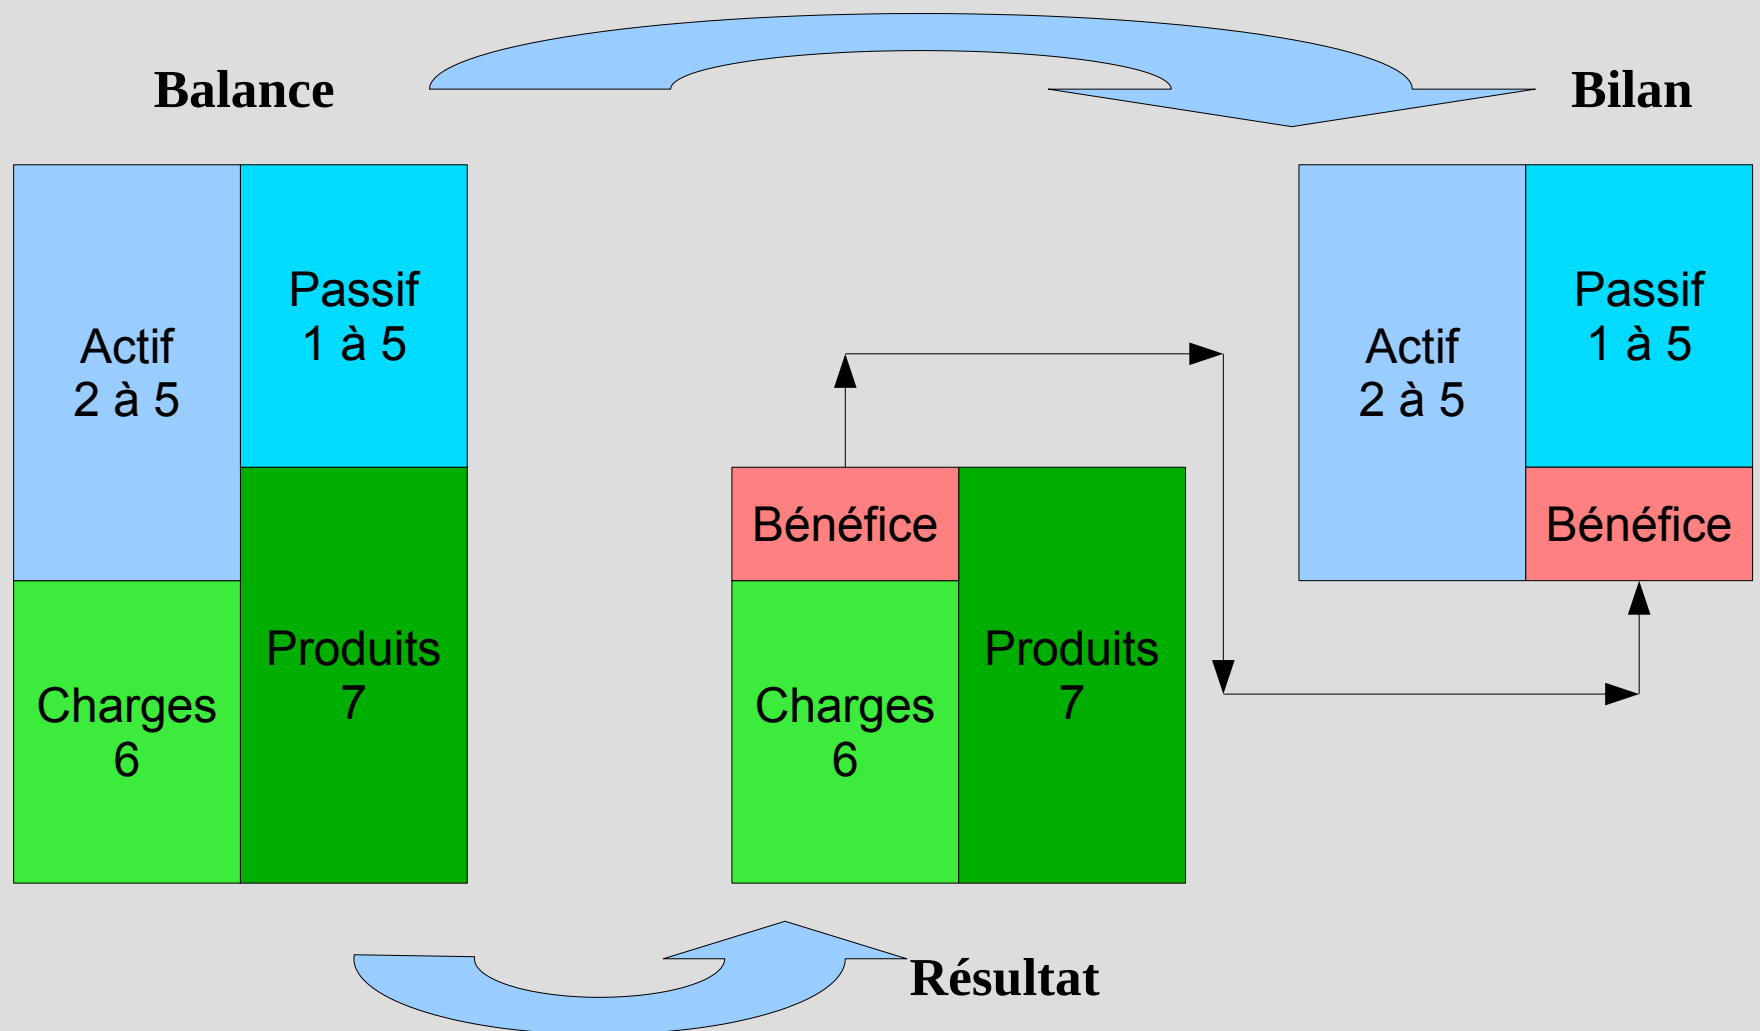 Balance
Bilan
Actif
2 à 5
Passif
1 à 5
Charges
6
Produits
7
Bénéfice
Charges
6
Produits
7
Actif
2 à 5
Passif
1 à 5
Bénéfice
Résultat